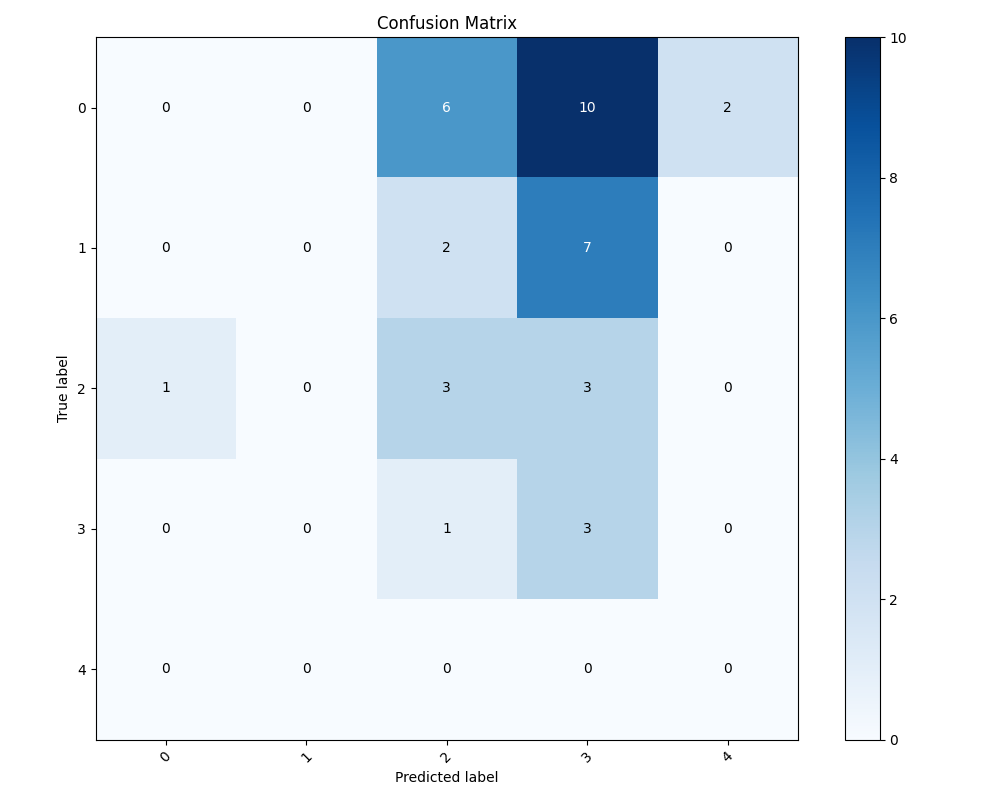 Confusion Matrix
0 0 0 6 10 2
1 0 0 2 7 0
2 1 0 3 3 0
3 0 0 1 3 0
4 0 0 0 0 0
0 1 2 3 4
True label
Predicted label
10
8
6
4
2
0